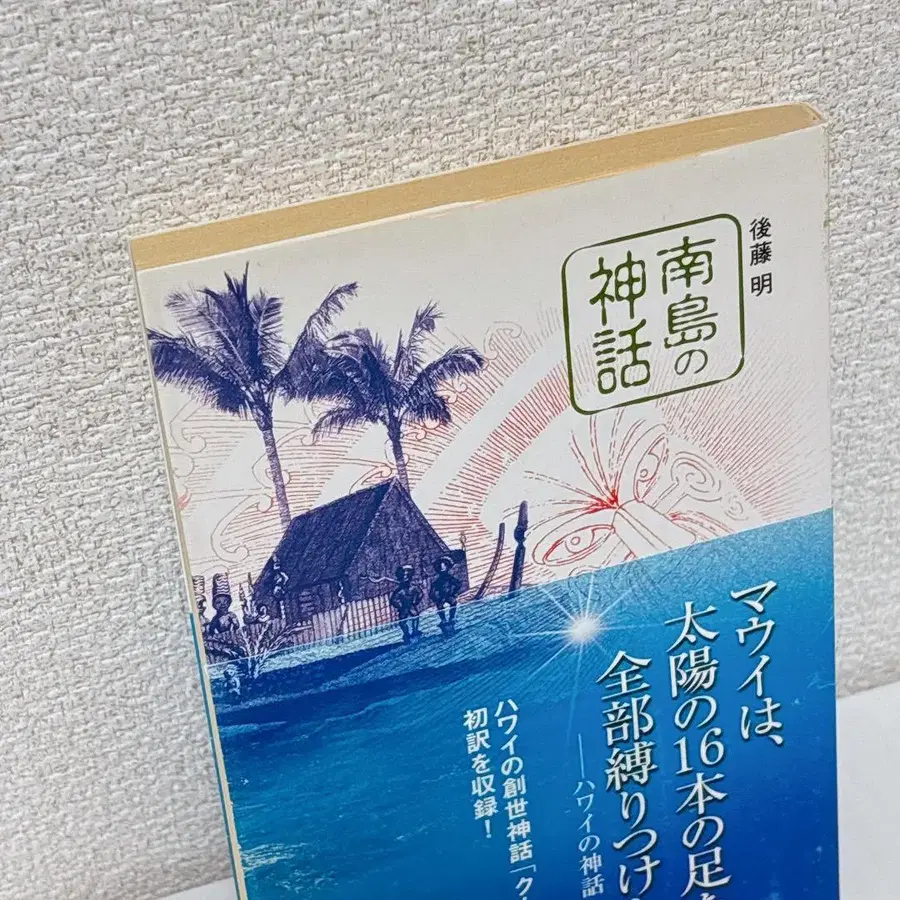 後藤 明
南島の
神話
マウイは、
太陽の16本の足
全部縛りつけ
――ハワイの神話
ハワイの創世神話「ク
初訳を収録!